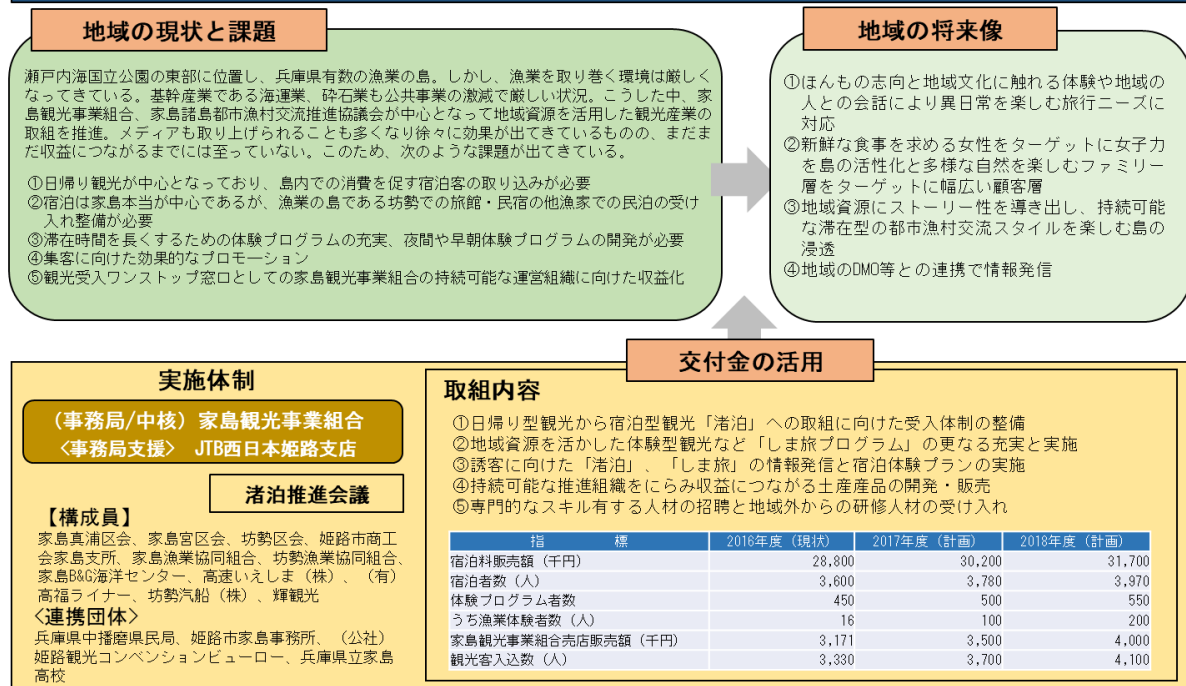 地域の現状と課題
瀬戸内海国立公園の東部に位置し、兵庫県有数の漁業の島。しかし、漁業を取り巻く環境は厳しく
なってきている。基幹産業である海運業、砕石業も公共事業の激減で厳しい状況。こうした中、家
島観光事業組合、家島諸島都市漁村交流推進協議会が中心となって地域資源を活用した観光産業の
取組を推進。メディアも取り上げられることも多くなり徐々に効果が出てきているものの、まだま
だ収益につながるまでには至っていない。このため、次のような課題が出てきている。
①日帰り観光が中心となっており、島内での消費を促す宿泊客の取り込みが必要
②宿泊は家島本当が中心であるが、漁業の島である坊勢での旅館・民宿の他漁家での民泊の受け
入れ整備が必要
③滞在時間を長くするための体験プログラムの充実、夜間や早朝体験プログラムの開発が必要
④集客に向けた効果的なプロモーション
⑤観光受入ワンストップ窓口としての家島観光事業組合の持続可能な運営組織に向けた収益化
地域の将来像
①ほんもの志向と地域文化に触れる体験や地域の
人との会話により異日常を楽しむ旅行ニーズに
対応
②新鮮な食事を求める女性をターゲットに女子力
を島の活性化と多様な自然を楽しむファミリー
層をターゲットに幅広い顧客層
③地域資源にストーリー性を導き出し、持続可能
な滞在型の都市漁村交流スタイルを楽しむ島の
浸透
④地域のDMO等との連携で情報発信
交付金の活用
実施体制
（事務局/中核）家島観光事業組合
＜事務局支援＞ JTB西日本姫路支店
渚泊推進会議
【構成員】
家島真浦区会、家島宮区会、坊勢区会、姫路市商工
会家島支所、家島漁業協同組合、坊勢漁業協同組合、
家島B&G海洋センター、高速いえしま（株）、（有）
高福ライナー、坊勢汽船（株）、輝観光
＜連携団体＞
兵庫県中播磨県民局、姫路市家島事務所、（公社）
姫路観光コンベンションビューロー、兵庫県立家島
高校
取組内容
①日帰り型観光から宿泊型観光「渚泊」への取組に向けた受入体制の整備
②地域資源を活かした体験型観光など「しま旅プログラム」の更なる充実と実施
③誘客に向けた「渚泊」、「しま旅」の情報発信と宿泊体験プランの実施
④持続可能な推進組織をにらみ収益につながる土産産品の開発・販売
⑤専門的なスキル有する人材の招聘と地域外からの研修人材の受け入れ
指 標 2016年度（現状） 2017年度（計画） 2018年度（計画）
宿泊料販売額（千円） 28,800 30,200 31,700
宿泊者数（人） 3,600 3,780 3,970
体験プログラム者数 450 500 550
うち漁業体験者数（人） 16 100 200
家島観光事業組合売店販売額（千円） 3,171 3,500 4,000
観光客入込数（人） 3,330 3,700 4,100